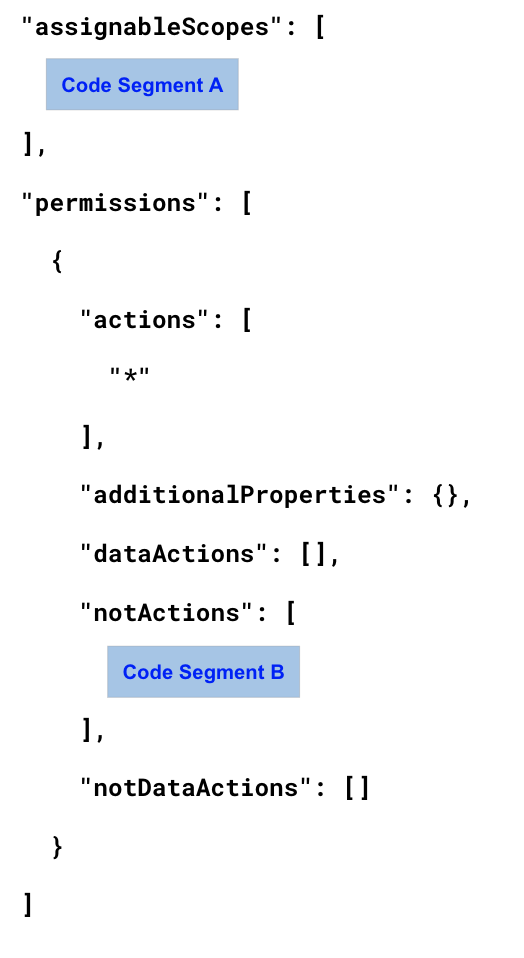 "assignableScopes": [
Code Segment A
],
"permissions": [
{
"actions": [
"*"
],
"additionalProperties": {},
"dataActions": [],
"notActions": [
Code Segment B
],
"notDataActions": []
}
]